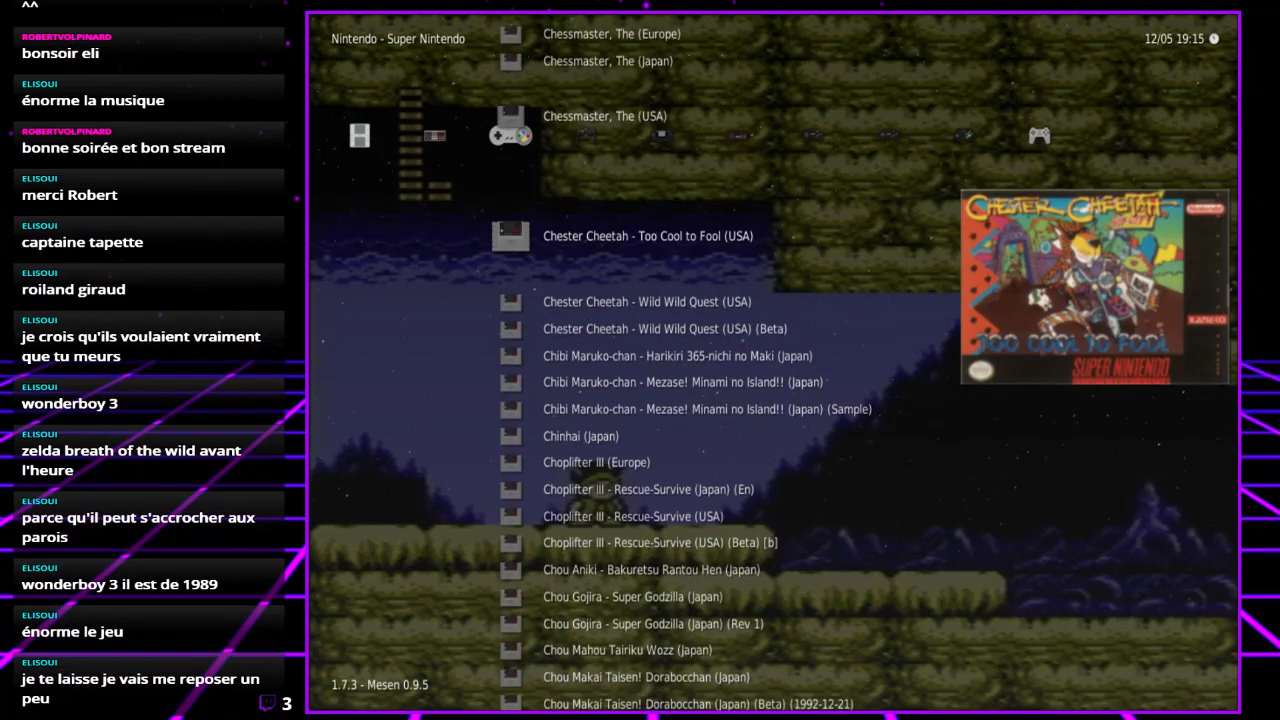 ^^
ROBERTVOLPINARD
bonsoir eli
ELISOUI
énorme la musique
ROBERTVOLPINARD
bonne soirée et bon stream
ELISOUI
merci Robert
ELISOUI
captaine tapette
ELISOUI
roiland giraud
ELISOUI
je crois qu'ils voulaient vraiment
que tu meurs
ELISOUI
wonderboy 3
ELISOUI
zelda breath of the wild avant
l'heure
ELISOUI
parce qu'il peut s'accrocher aux
parois
ELISOUI
wonderboy 3 il est de 1989
ELISOUI
énorme le jeu
ELISOUI
je te laisse je vais me reposer un
peu
3
Nintendo - Super Nintendo
12/05 19:15
Chessmaster, The (Europe)
Chessmaster, The (Japan)
Chessmaster, The (USA)
Chester Cheetah - Too Cool to Fool (USA)
Chester Cheetah - Wild Wild Quest (USA)
Chester Cheetah - Wild Wild Quest (USA) (Beta)
Chibi Maruko-chan - Harikiri 365-nichi no Maki (Japan)
Chibi Maruko-chan - Mezase! Minami no Island!! (Japan)
Chibi Maruko-chan - Mezase! Minami no Island!! (Japan) (Sample)
Chinhai (Japan)
Choplifter III (Europe)
Choplifter III - Rescue-Survive (Japan) (En)
Choplifter III - Rescue-Survive (USA)
Choplifter III - Rescue-Survive (USA) (Beta) [b]
Chou Aniki - Bakuretsu Rantou Hen (Japan)
Chou Gojira - Super Godzilla (Japan)
Chou Gojira - Super Godzilla (Japan) (Rev 1)
Chou Mahou Tairiku Wozz (Japan)
Chou Makai Taisen! Dorabocchan (Japan)
Chou Makai Taisen! Dorabocchan (Japan) (Beta) (1992-12-21)
1.7.3 - Mesen 0.9.5
CHESTER CHEETAH
Nintendo
KANEKO
TOO COOL TO FOOL
SUPER NINTENDO